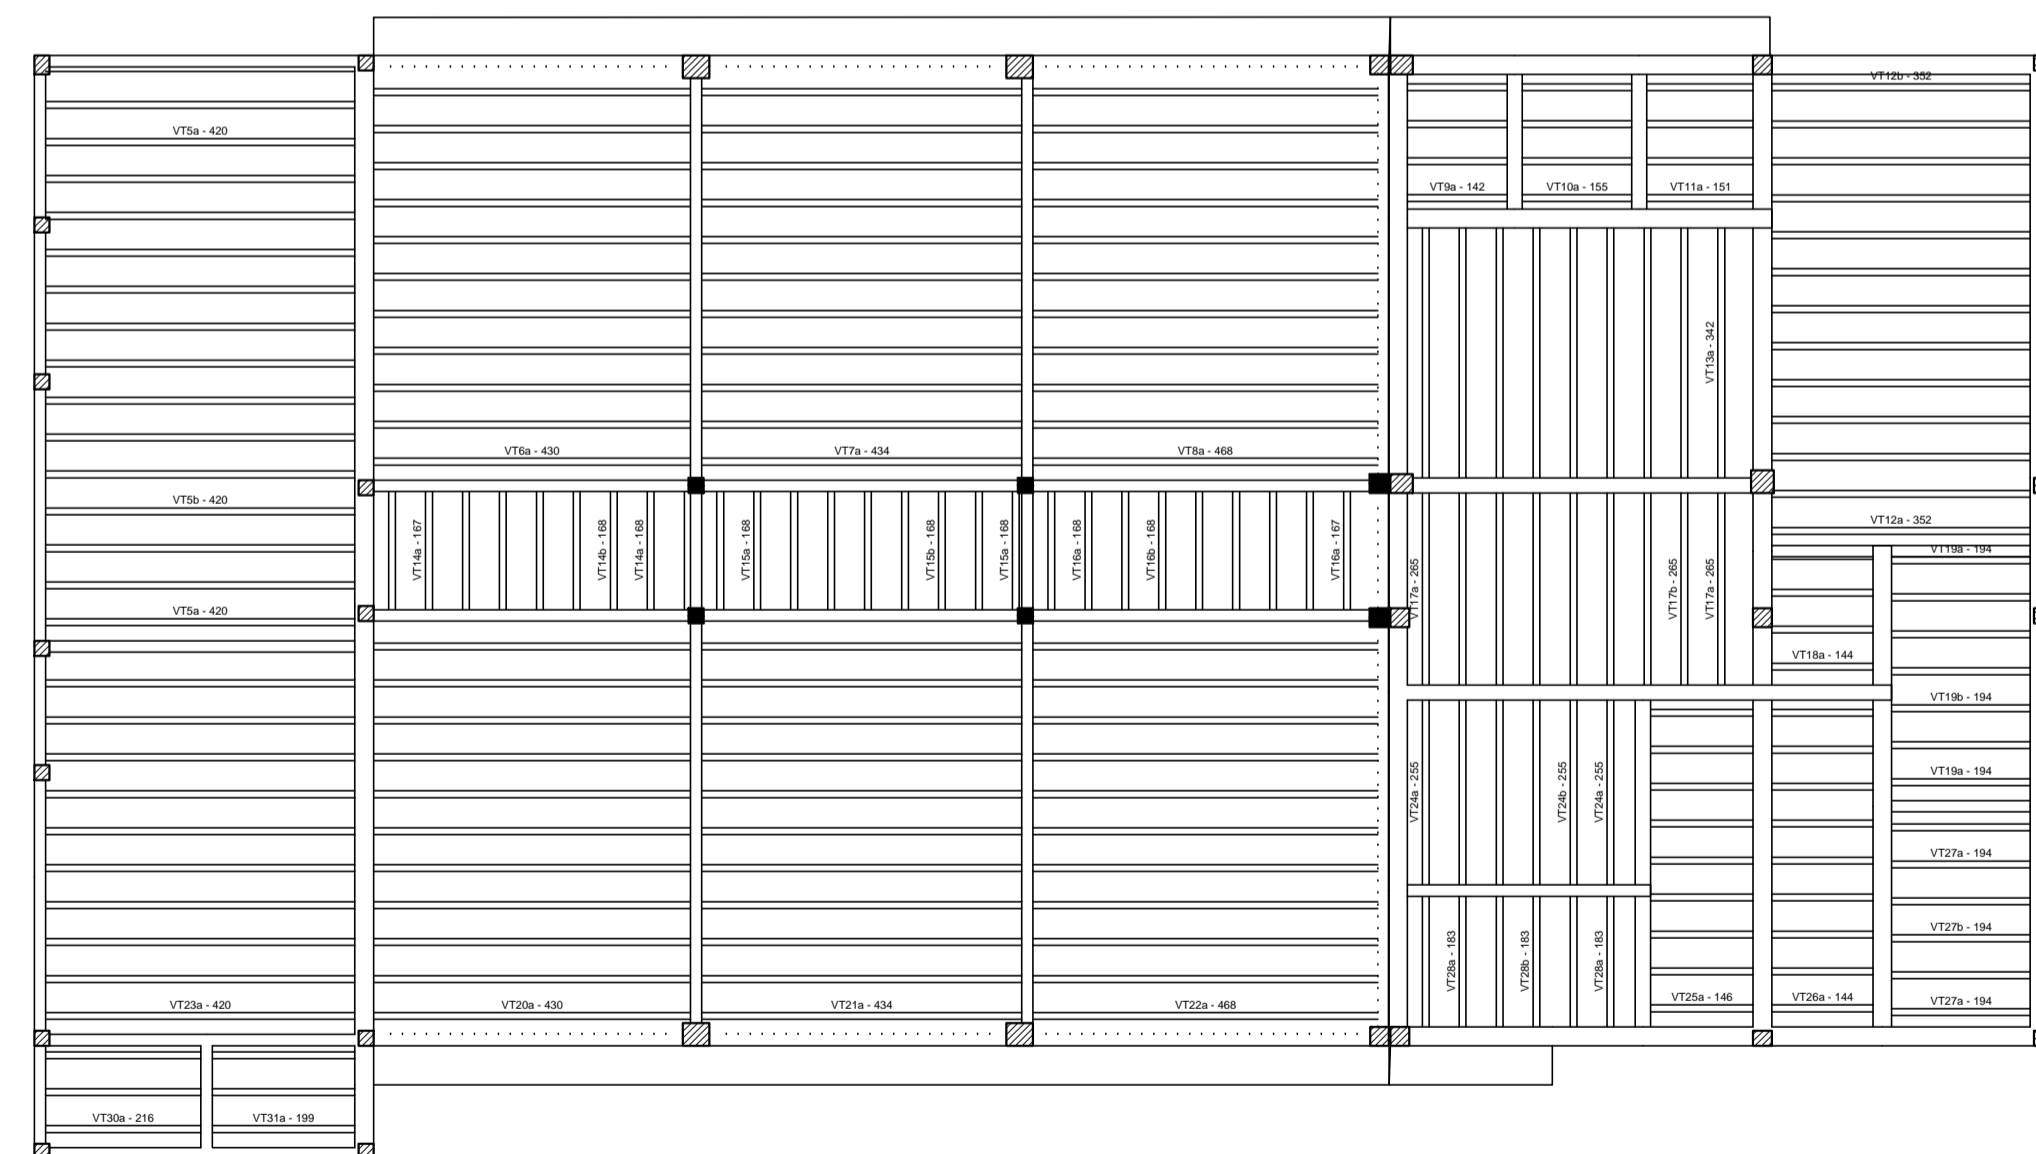 VT12b - 352
VT5a - 420
VT9a - 142
VT10a - 155
VT11a - 151
VT13a - 342
VT6a - 430
VT7a - 434
VT8a - 468
VT5b - 420
VT12a - 352
VT14a - 167
VT14b - 168
VT14a - 168
VT15a - 168
VT15b - 168
VT15a - 168
VT16a - 168
VT16b - 168
VT16a - 167
VT17a - 265
VT17b - 265
VT17a - 265
VT19a - 194
VT5a - 420
VT18a - 144
VT19b - 194
VT19a - 194
VT24a - 255
VT24b - 255
VT24a - 255
VT27a - 194
VT27b - 194
VT28a - 183
VT28b - 183
VT28a - 183
VT23a - 420
VT20a - 430
VT21a - 434
VT22a - 468
VT25a - 146
VT26a - 144
VT27a - 194
VT30a - 216
VT31a - 199